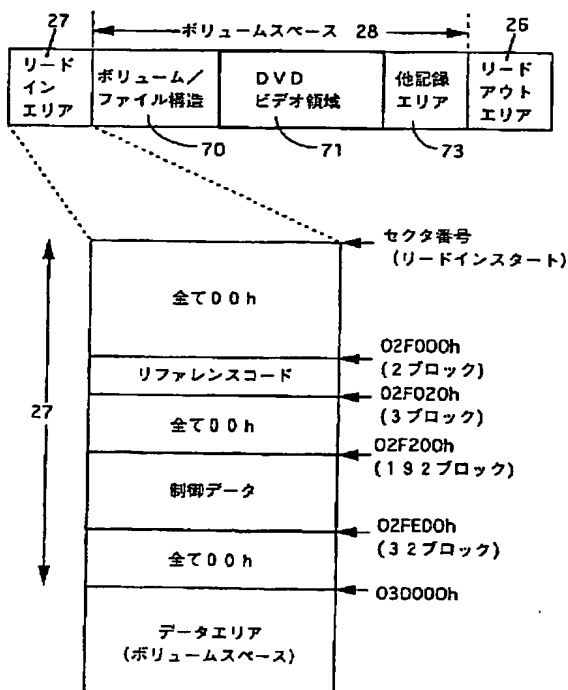 27
ボリュームスペース 28
26
リード
イン
エリア
ボリューム/
ファイル構造
DVD
ビデオ領域
他記録
エリア
リード
アウト
エリア
70
71
73
セクタ番号
(リードインスタート)
全て00h
02F000h
(2ブロック)
リファレンスコード
02F020h
(3ブロック)
27
全て00h
02F200h
(192ブロック)
制御データ
02FE00h
(32ブロック)
全て00h
030000h
データエリア
(ボリュームスペース)